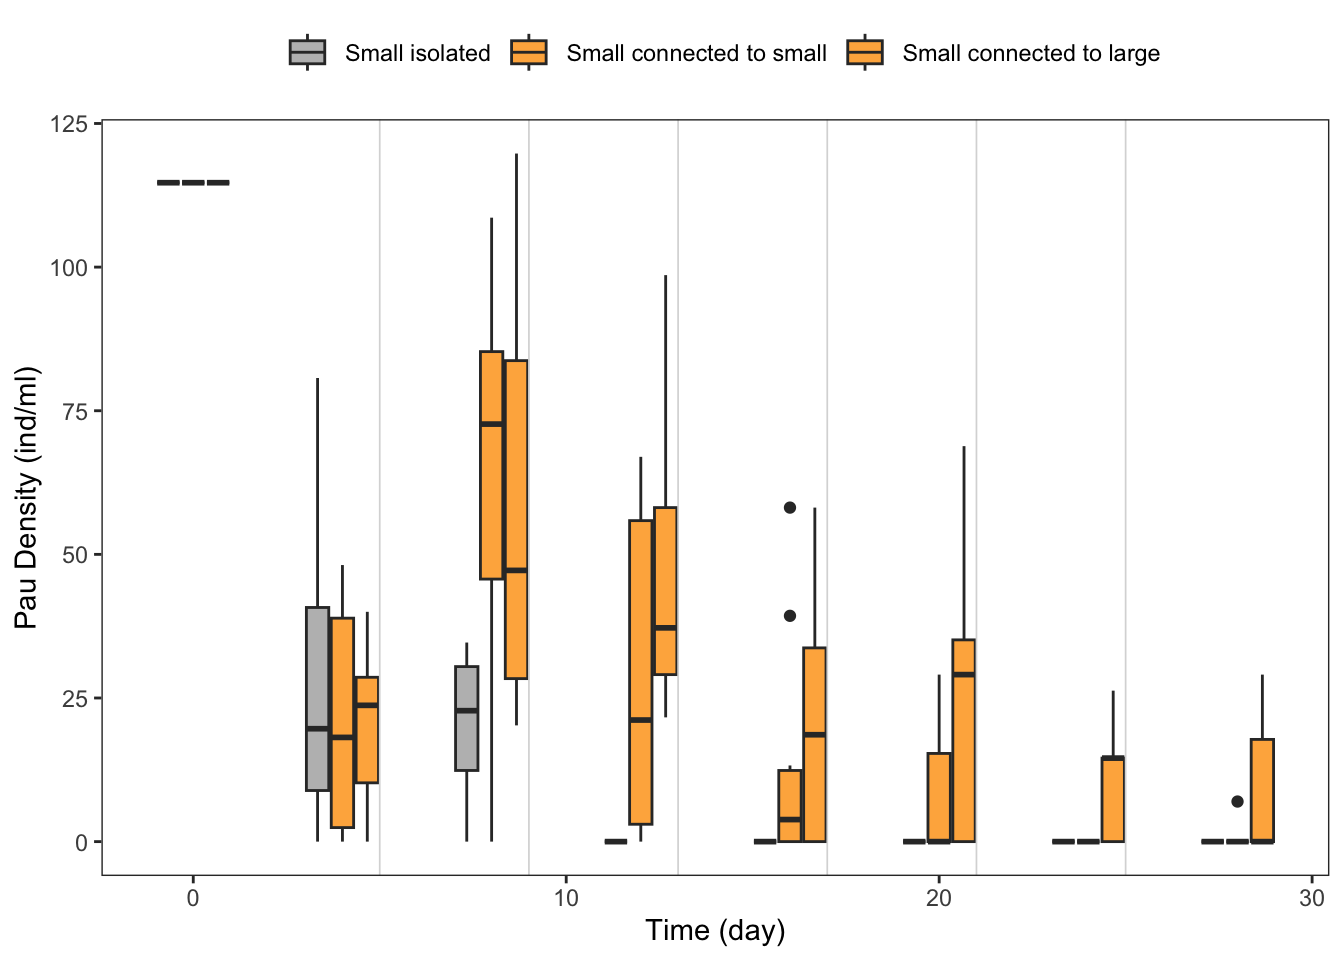 Small isolated Small connected to small Small connected to large
125
100
75
50
25
0
Pau Density (ind/ml)
0 10 20 30
Time (day)